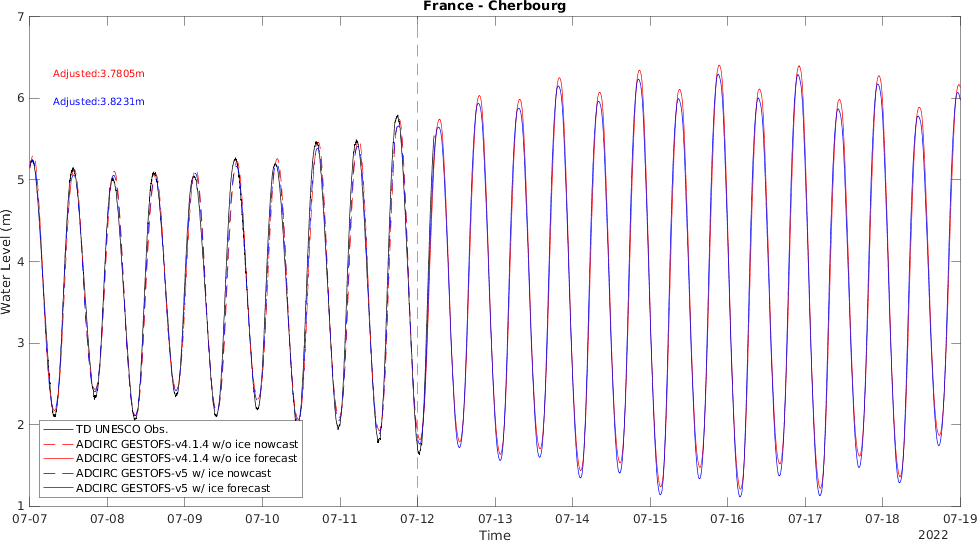 France - Cherbourg
7
6
5
4
3
2
1
Water Level (m)
Adjusted:3.7805m
Adjusted:3.8231m
TD UNESCO Obs.
ADCIRC GESTOFS-v4.1.4 w/o ice nowcast
ADCIRC GESTOFS-v4.1.4 w/o ice forecast
ADCIRC GESTOFS-v5 w/ ice nowcast
ADCIRC GESTOFS-v5 w/ ice forecast
07-07 07-08 07-09 07-10 07-11 07-12 07-13 07-14 07-15 07-16 07-17 07-18 07-19
Time
2022